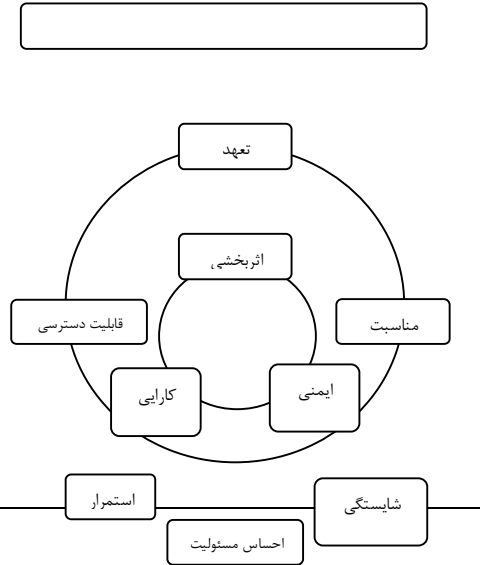 تعهد
اثربخشی
مناسبت
قابلیت دسترسی
ایمنی
کارایی
شایستگی
استمرار
احساس مسئولیت